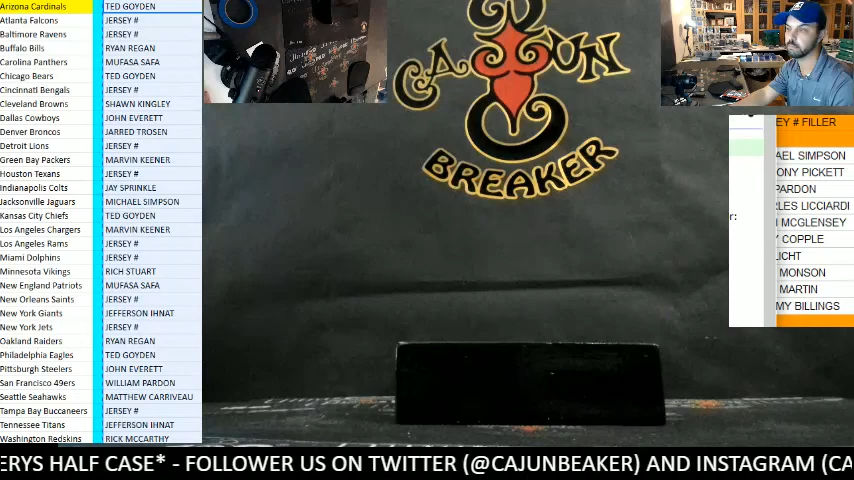 Arizona Cardinals TED GOYDEN
Atlanta Falcons JERSEY #
Baltimore Ravens JERSEY #
Buffalo Bills RYAN REGAN
Carolina Panthers MUFASA SAFA
Chicago Bears TED GOYDEN
Cincinnati Bengals JERSEY #
Cleveland Browns SHAWN KINGLEY
Dallas Cowboys JOHN EVERETT
Denver Broncos JARRED TROSEN
Detroit Lions JERSEY #
Green Bay Packers MARVIN KEENER
Houston Texans JERSEY #
Indianapolis Colts JAY SPRINKLE
Jacksonville Jaguars MICHAEL SIMPSON
Kansas City Chiefs TED GOYDEN
Los Angeles Chargers MARVIN KEENER
Los Angeles Rams JERSEY #
Miami Dolphins JERSEY #
Minnesota Vikings RICH STUART
New England Patriots MUFASA SAFA
New Orleans Saints JERSEY #
New York Giants JEFFERSON IHNAT
New York Jets JERSEY #
Oakland Raiders RYAN REGAN
Philadelphia Eagles TED GOYDEN
Pittsburgh Steelers JOHN EVERETT
San Francisco 49ers WILLIAM PARDON
Seattle Seahawks MATTHEW CARRIVEAU
Tampa Bay Buccaneers JERSEY #
Tennessee Titans JEFFERSON IHNAT
Washington Redskins RICK MCCARTHY
CAJUN
BREAKER
EY # FILLER
AEL SIMPSON
ONY PICKETT
PARDON
RLES LICCIARDI
MCGLENSEY
COPPLE
LICHT
MONSON
MARTIN
MY BILLINGS
r:
ERYS HALF CASE* - FOLLOWER US ON TWITTER (@CAJUNBEAKER) AND INSTAGRAM (CA